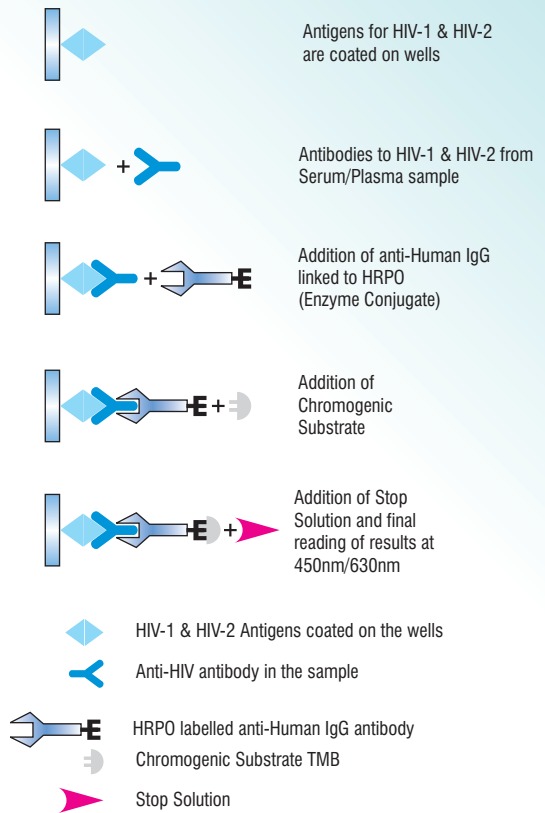 Antigens for HIV-1 & HIV-2
are coated on wells
+
Antibodies to HIV-1 & HIV-2 from
Serum/Plasma sample
+
Addition of anti-Human IgG
linked to HRPO
(Enzyme Conjugate)
+
Addition of
Chromogenic
Substrate
+
Addition of Stop
Solution and final
reading of results at
450nm/630nm
HIV-1 & HIV-2 Antigens coated on the wells
Anti-HIV antibody in the sample
HRPO labelled anti-Human IgG antibody
Chromogenic Substrate TMB
Stop Solution